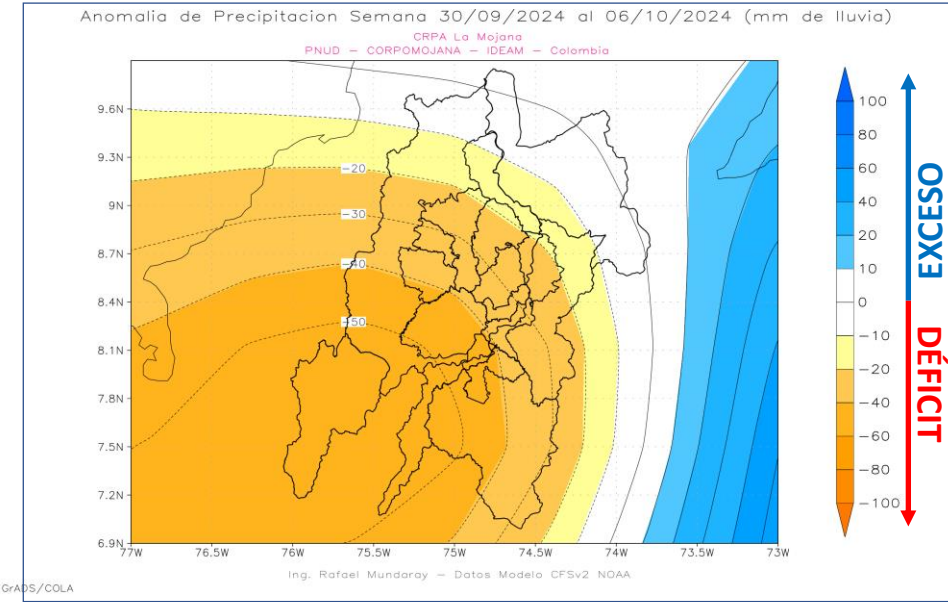 Anomalia de Precipitacion Semana 30/09/2024 al 06/10/2024 (mm de lluvia)
CRPA La Mojana
PNUD – CORPOMOJANA – IDEAM – Colombia
9.6N
9.3N
9N
8.7N
8.4N
8.1N
7.8N
7.5N
7.2N
6.9N
-20
-30
-40
-50
77W 76.5W 76W 75.5W 75W 74.5W 74W 73.5W 73W
100
80
60
40
20
10
0
-10
-20
-40
-60
-80
-100
EXCESO
DÉFICIT
Ing. Rafael Mundaray – Datos Modelo CFSv2 NOAA
GrADS/COLA